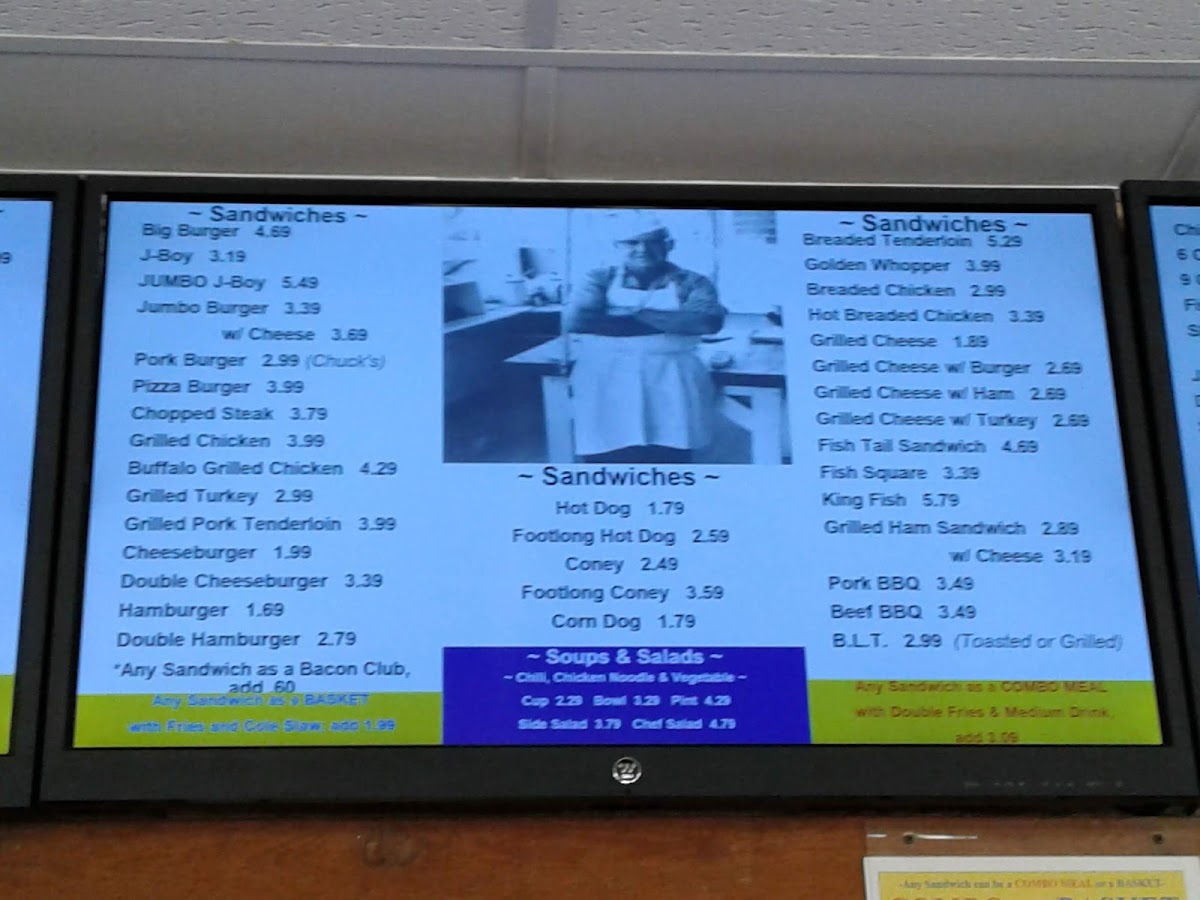 ~ Sandwiches ~
Big Burger 4.69
J-Boy 3.19
JUMBO J-Boy 5.49
Jumbo Burger 3.39
w/ Cheese 3.69
Pork Burger 2.99 (Chuck's)
Pizza Burger 3.99
Chopped Steak 3.79
Grilled Chicken 3.99
Buffalo Grilled Chicken 4.29
Grilled Turkey 2.99
Grilled Pork Tenderloin 3.99
Cheeseburger 1.99
Double Cheeseburger 3.39
Hamburger 1.69
Double Hamburger 2.79
*Any Sandwich as a Bacon Club,
add .60
Any Sandwich as a BASKET
with Fries and Cole Slaw, add 1.99
~ Sandwiches ~
Hot Dog 1.79
Footlong Hot Dog 2.59
Coney 2.49
Footlong Coney 3.59
Corn Dog 1.79
~ Soups & Salads ~
~ Chili, Chicken Noodle & Vegetable ~
Cup 2.29 Bowl 3.29 Pint 4.29
Side Salad 3.79 Chef Salad 4.79
~ Sandwiches ~
Breaded Tenderloin 5.29
Golden Whopper 3.99
Breaded Chicken 2.99
Hot Breaded Chicken 3.39
Grilled Cheese 1.89
Grilled Cheese w/ Burger 2.69
Grilled Cheese w/ Ham 2.69
Grilled Cheese w/ Turkey 2.69
Fish Tail Sandwich 4.69
Fish Square 3.39
King Fish 5.79
Grilled Ham Sandwich 2.89
w/ Cheese 3.19
Pork BBQ 3.49
Beef BBQ 3.49
B.L.T. 2.99 (Toasted or Grilled)
Any Sandwich as a COMBO MEAL
with Double Fries & Medium Drink,
add 3.09
-Any Sandwich can be a COMBO MEAL or a BASKET-